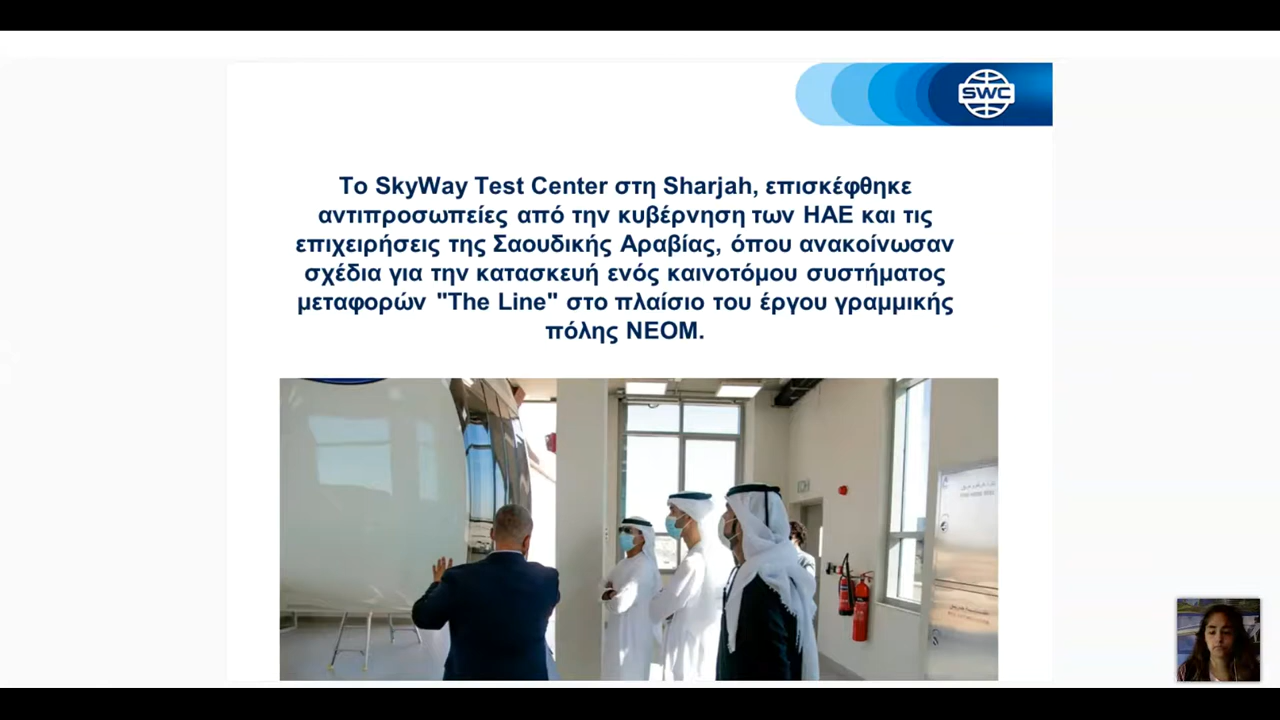 SWC
Το SkyWay Test Center στη Sharjah, επισκέφθηκε
αντιπροσωπείες από την κυβέρνηση των ΗΑΕ και τις
επιχειρήσεις της Σαουδικής Αραβίας, όπου ανακοίνωσαν
σχέδια για την κατασκευή ενός καινοτόμου συστήματος
μεταφορών "The Line" στο πλαίσιο του έργου γραμμικής
πόλης NEOM.